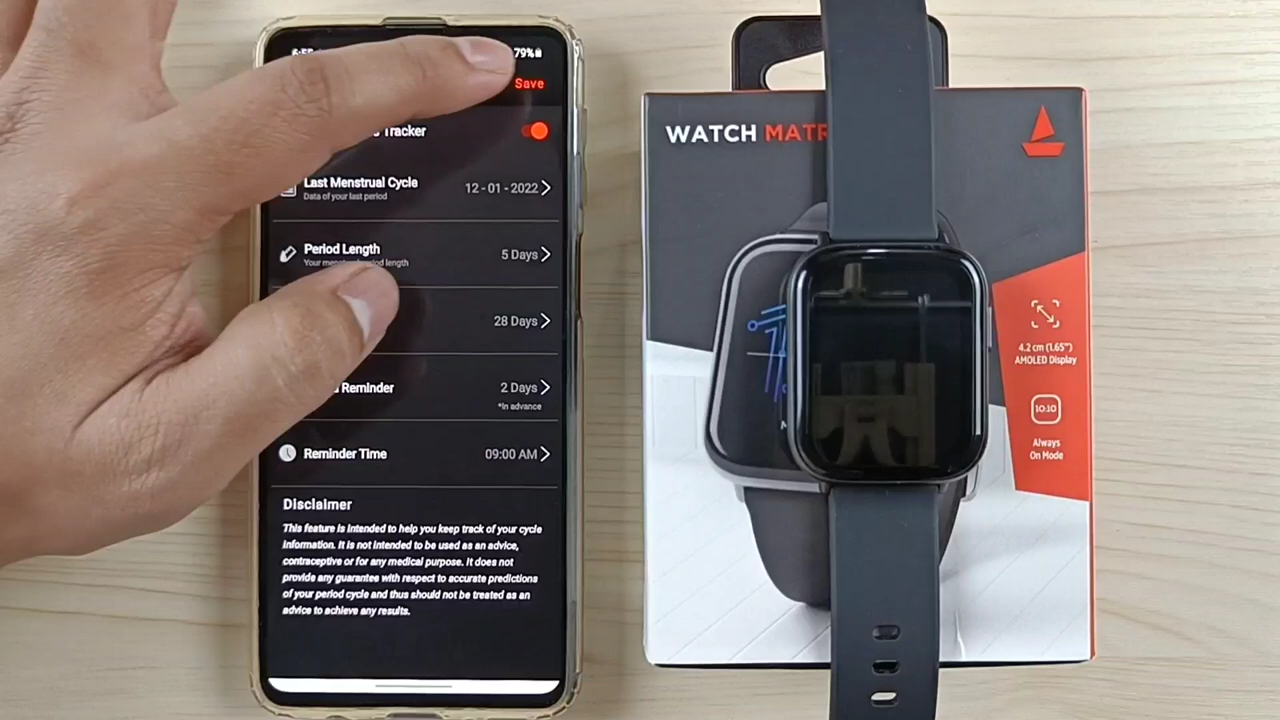 79%
Save
Tracker
Last Menstrual Cycle
Data of your last period
12 - 01 - 2022
Period Length
5 Days
28 Days
Reminder
2 Days
*In advance
Reminder Time
09:00 AM
Disclaimer
This feature is intended to help you keep track of your cycle
information. It is not intended to be used as an advice,
contraceptive or for any medical purpose. It does not
provide any guarantee with respect to accurate predictions
of your period cycle and thus should not be treated as an
advice to achieve any results.
WATCH MATR
4.2 cm (1.65")
AMOLED Display
10:10
Always
On Mode